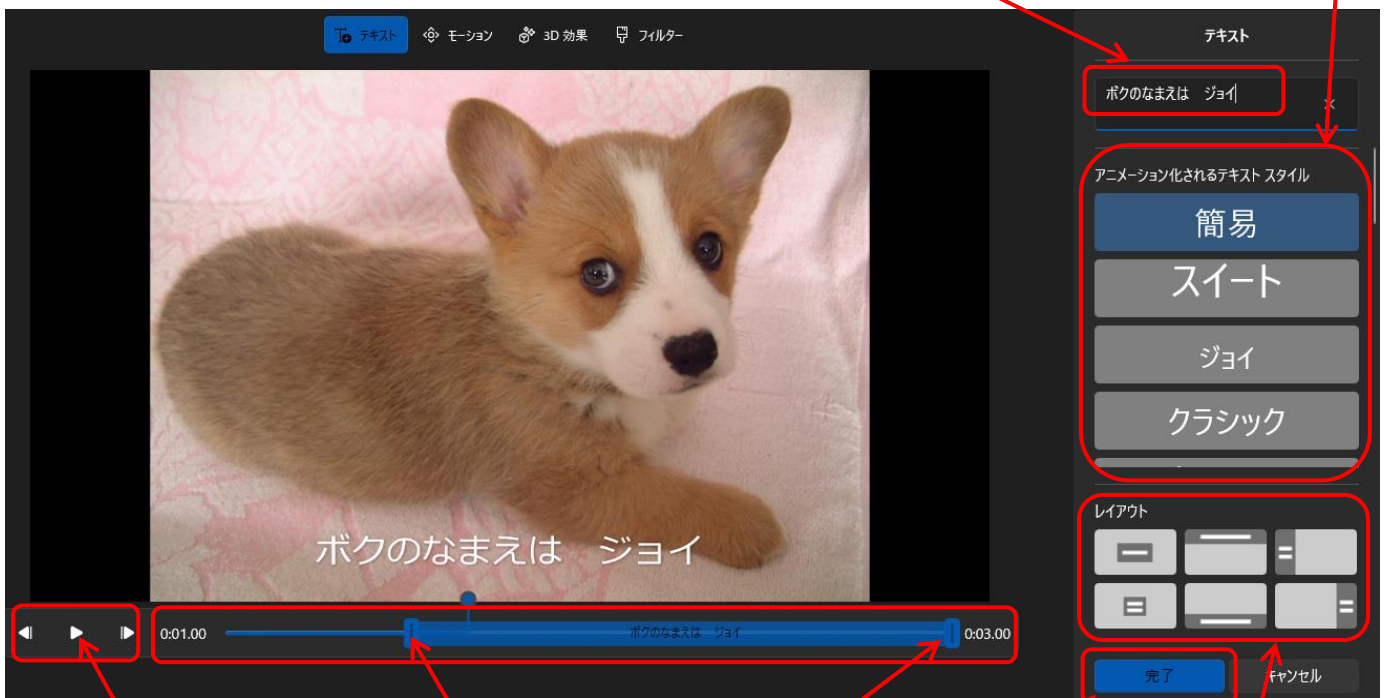 テキスト モーション 3D 効果 フィルター
テキスト
ボクのなまえは　ジョイ
アニメーション化されるテキスト スタイル
簡易
スイート
ジョイ
クラシック
レイアウト
ボクのなまえは　ジョイ
0:01.00 ボクのなまえは　ジョイ 0:03.00
完了 キャンセル